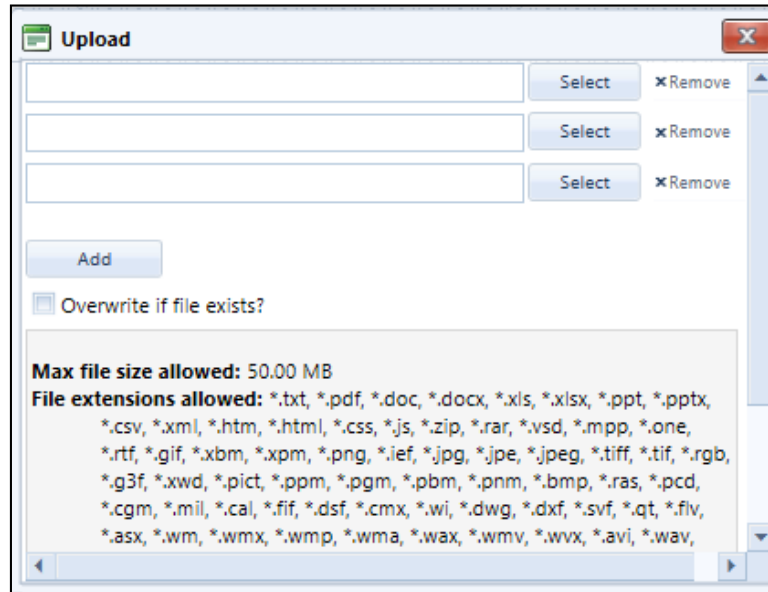 Upload
Select ×Remove
Select ×Remove
Select ×Remove
Add
Overwrite if file exists?
Max file size allowed: 50.00 MB
File extensions allowed: *.txt, *.pdf, *.doc, *.docx, *.xls, *.xlsx, *.ppt, *.pptx,
*.csv, *.xml, *.htm, *.html, *.css, *.js, *.zip, *.rar, *.vsd, *.mpp, *.one,
*.rtf, *.gif, *.xbm, *.xpm, *.png, *.ief, *.jpg, *.jpe, *.jpeg, *.tiff, *.tif, *.rgb,
*.g3f, *.xwd, *.pict, *.ppm, *.pgm, *.pbm, *.pnm, *.bmp, *.ras, *.pcd,
*.cgm, *.mil, *.cal, *.fif, *.dsf, *.cmx, *.wi, *.dwg, *.dxf, *.svf, *.qt, *.flv,
*.asx, *.wm, *.wmx, *.wmp, *.wma, *.wax, *.wmv, *.wvx, *.avi, *.wav,